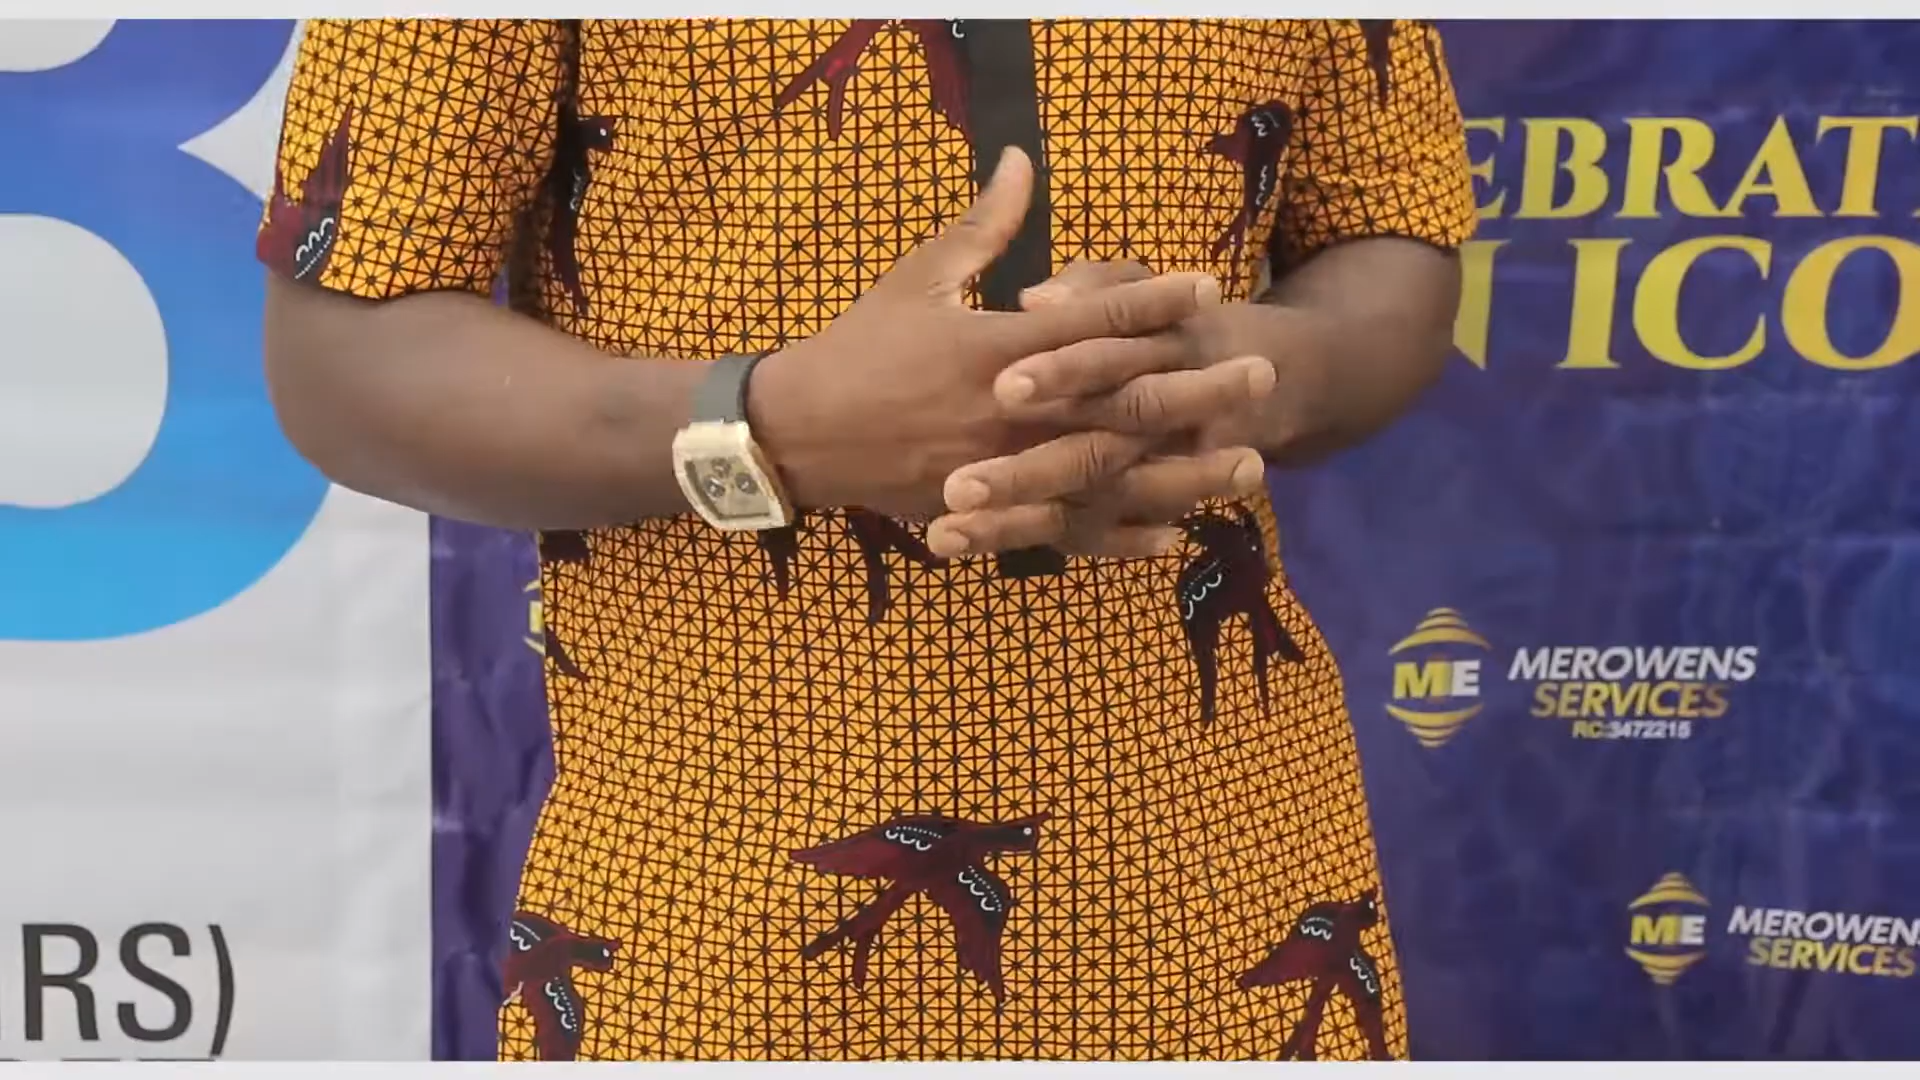 EBRAT
N ICO
ME MEROWENS
SERVICES
RC:3472215
ME MEROWENS
SERVICES
RS)